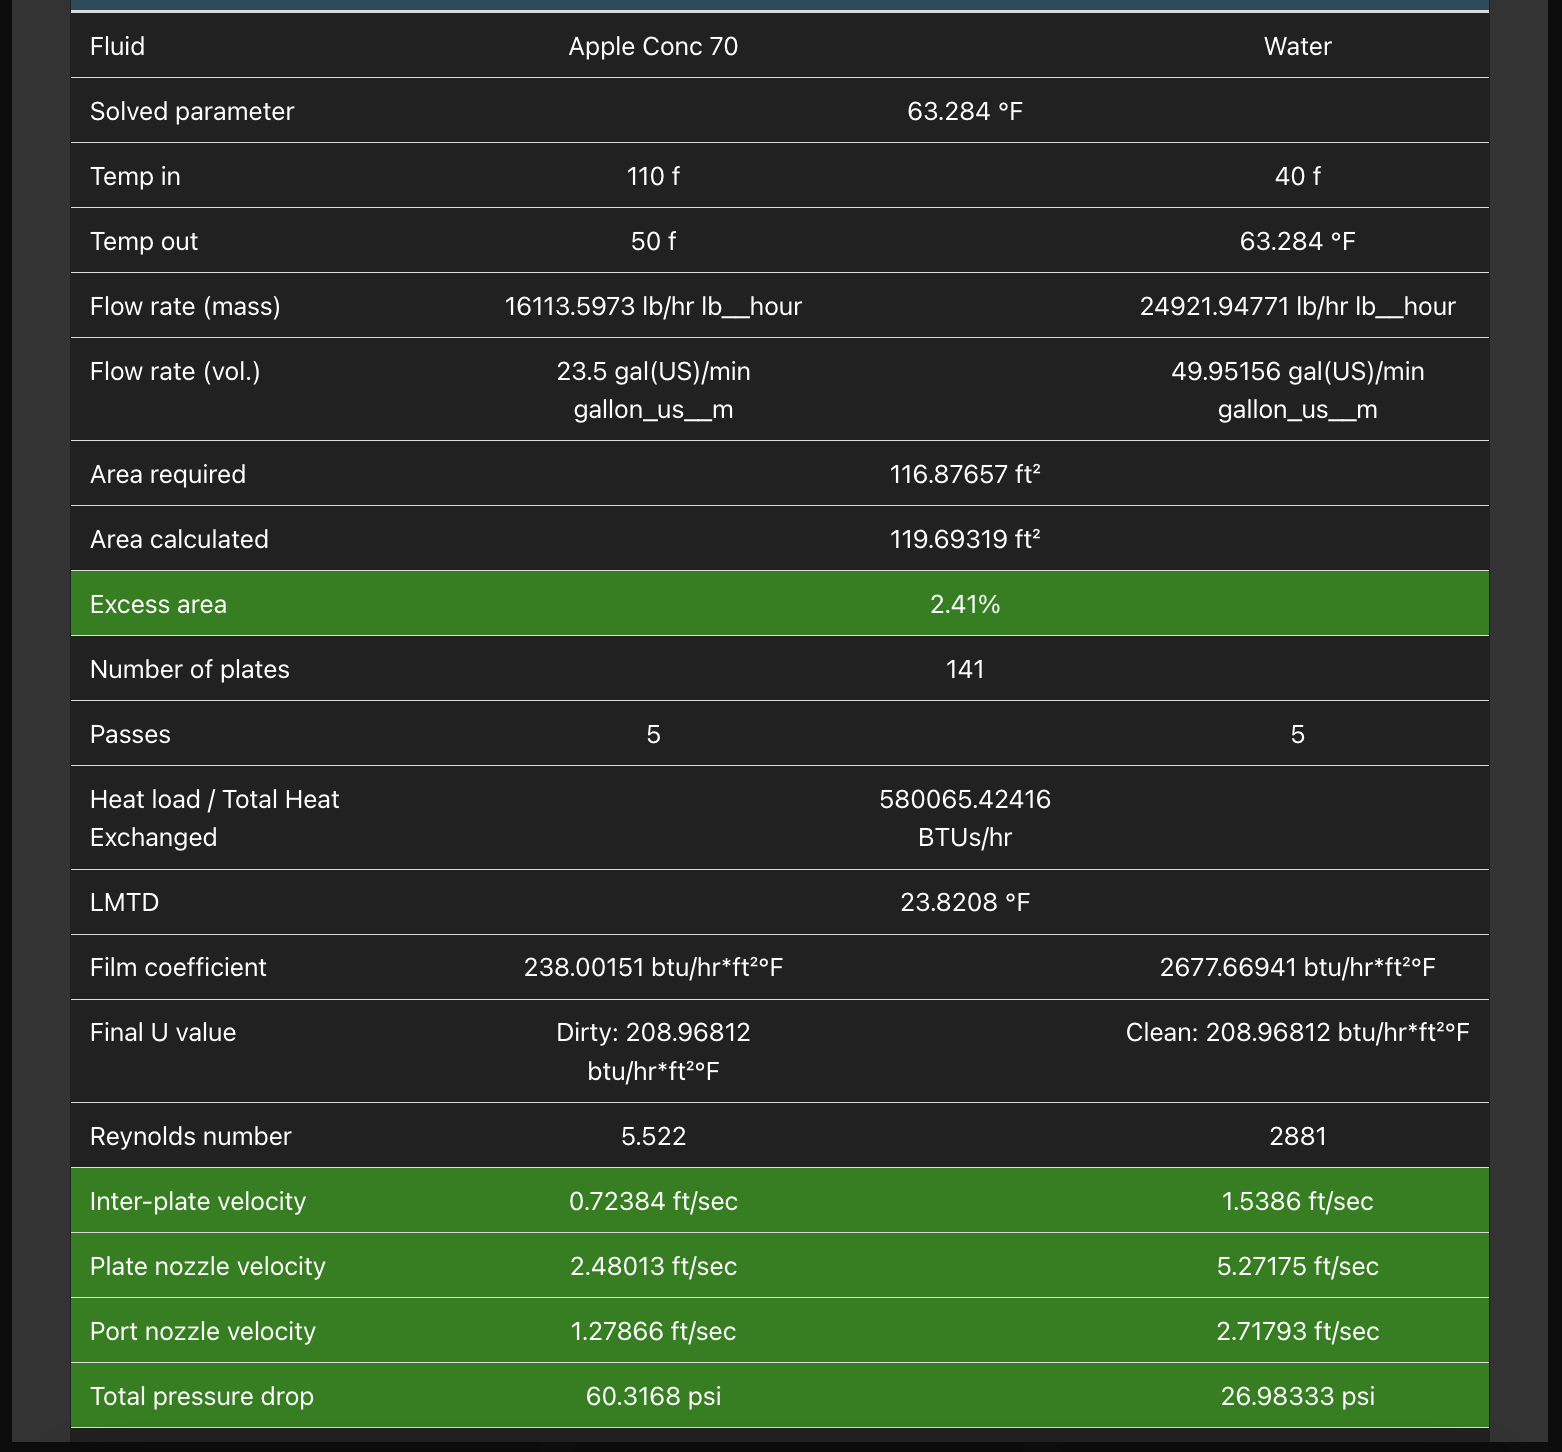 Fluid Apple Conc 70 Water
Solved parameter 63.284 °F
Temp in 110 f 40 f
Temp out 50 f 63.284 °F
Flow rate (mass) 16113.5973 lb/hr lb__hour 24921.94771 lb/hr lb__hour
Flow rate (vol.) 23.5 gal(US)/min 49.95156 gal(US)/min
gallon_us__m gallon_us__m
Area required 116.87657 ft²
Area calculated 119.69319 ft²
Excess area 2.41%
Number of plates 141
Passes 5 5
Heat load / Total Heat 580065.42416
Exchanged BTUs/hr
LMTD 23.8208 °F
Film coefficient 238.00151 btu/hr*ft²°F 2677.66941 btu/hr*ft²°F
Final U value Dirty: 208.96812 Clean: 208.96812 btu/hr*ft²°F
btu/hr*ft²°F
Reynolds number 5.522 2881
Inter-plate velocity 0.72384 ft/sec 1.5386 ft/sec
Plate nozzle velocity 2.48013 ft/sec 5.27175 ft/sec
Port nozzle velocity 1.27866 ft/sec 2.71793 ft/sec
Total pressure drop 60.3168 psi 26.98333 psi